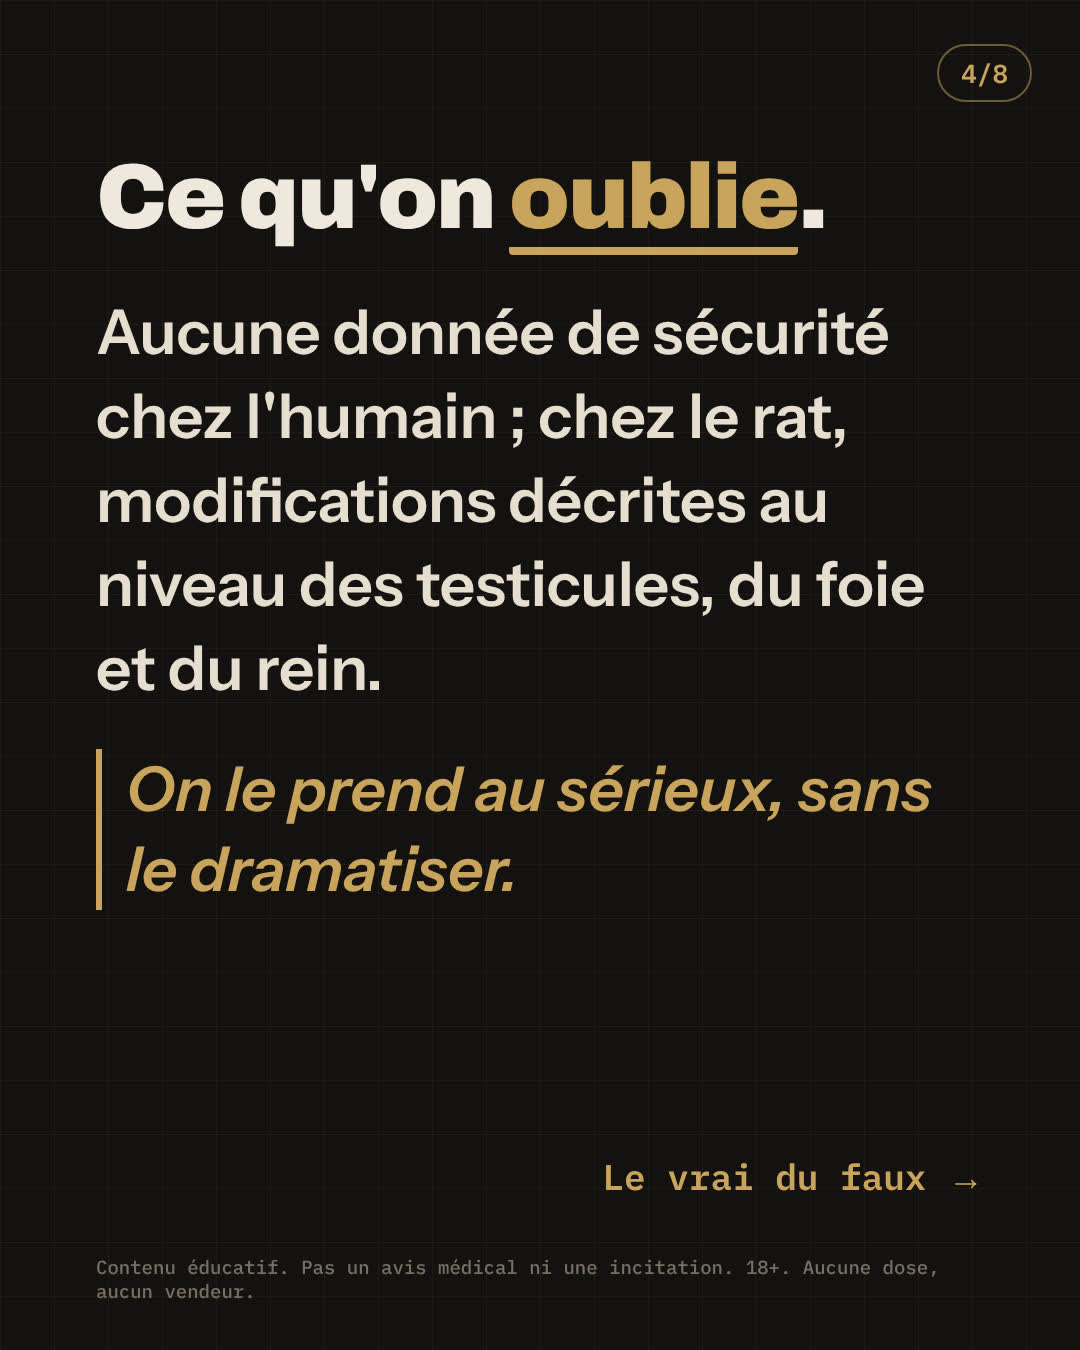 4/8
Ce qu'on oublie.
Aucune donnée de sécurité
chez l'humain ; chez le rat,
modifications décrites au
niveau des testicules, du foie
et du rein.
On le prend au sérieux, sans
le dramatiser.
Le vrai du faux →
Contenu éducatif. Pas un avis médical ni une incitation. 18+. Aucune dose,
aucun vendeur.